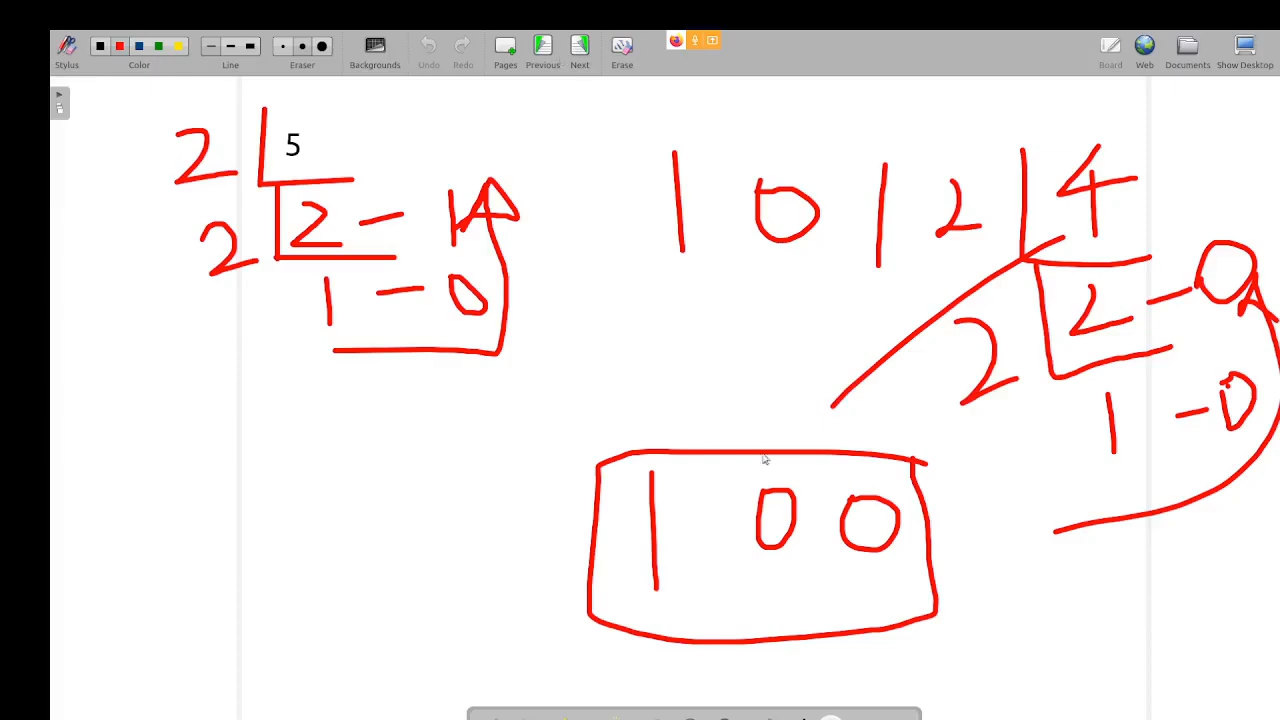 Stylus Color Line Eraser Backgrounds Undo Redo Pages Previous Next Erase Board Web Documents Show Desktop
2 5
2 2 - 1
1 - 0
1 0 1
2 4
2 2 - 0
1 - 0
1 0 0